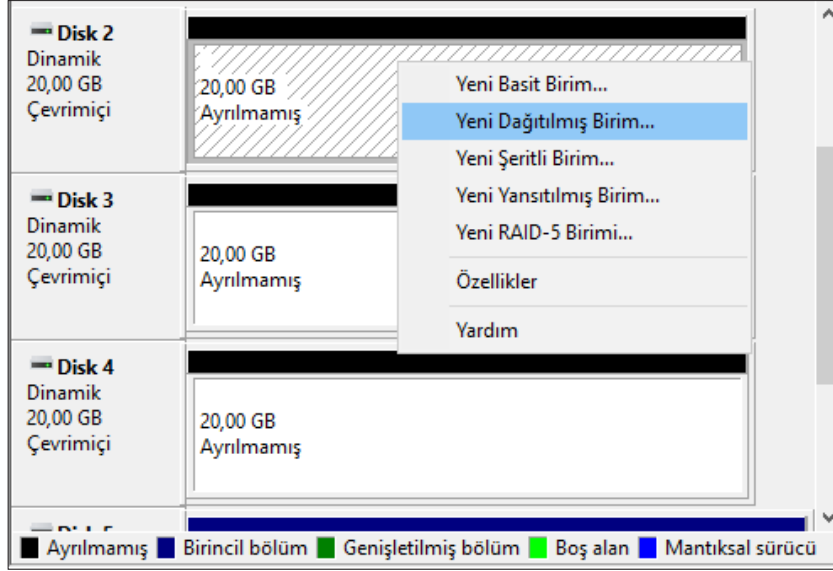 Disk 2
Dinamik
20,00 GB
Çevrimiçi
20,00 GB
Ayrılmamış
Yeni Basit Birim...
Yeni Dağıtılmış Birim...
Yeni Şeritli Birim...
Yeni Yansıtılmış Birim...
Yeni RAID-5 Birimi...
Özellikler
Yardım
Disk 3
Dinamik
20,00 GB
Çevrimiçi
20,00 GB
Ayrılmamış
Disk 4
Dinamik
20,00 GB
Çevrimiçi
20,00 GB
Ayrılmamış
Ayrılmamış Birincil bölüm Genişletilmiş bölüm Boş alan Mantıksal sürücü